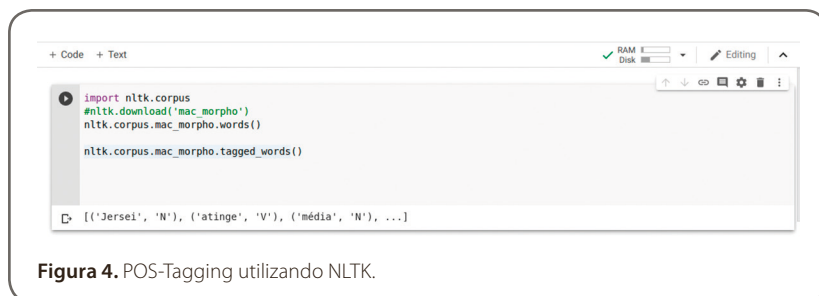 + Code + Text
RAM
Disk
Editing
import nltk.corpus
#nltk.download('mac_morpho')
nltk.corpus.mac_morpho.words()
nltk.corpus.mac_morpho.tagged_words()
[('Jersei', 'N'), ('atinge', 'V'), ('média', 'N'), ...]
Figura 4. POS-Tagging utilizando NLTK.